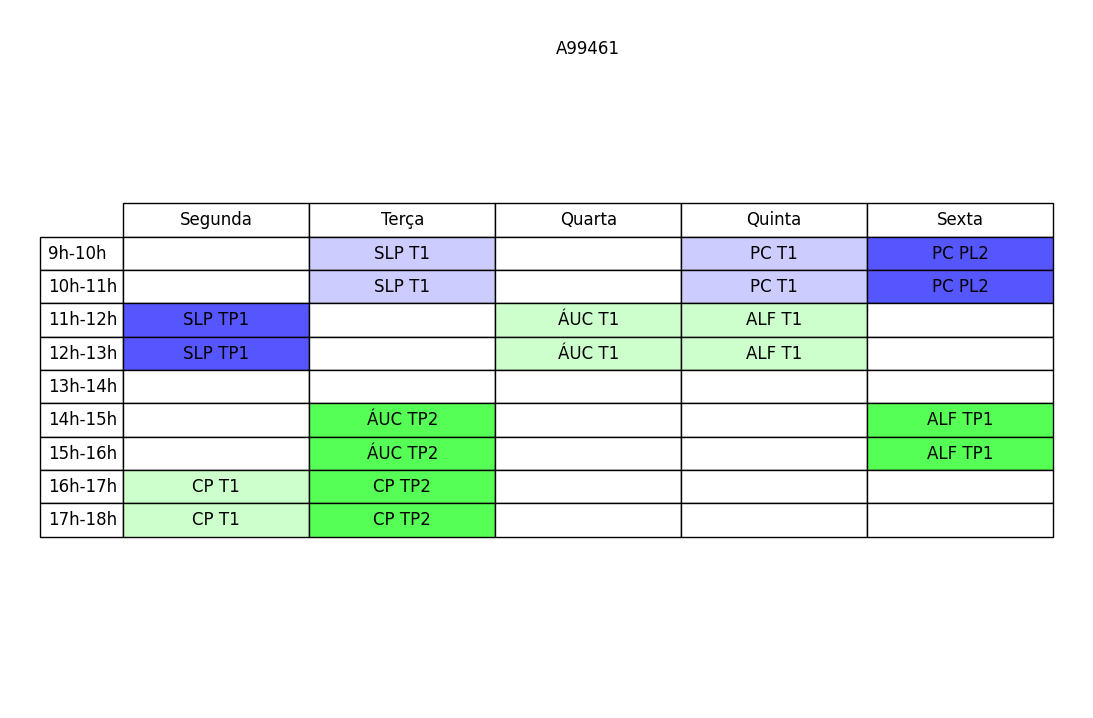 A99461
Segunda Terça Quarta Quinta Sexta
9h-10h SLP T1 PC T1 PC PL2
10h-11h SLP T1 PC T1 PC PL2
11h-12h SLP TP1 ÁUC T1 ALF T1
12h-13h SLP TP1 ÁUC T1 ALF T1
13h-14h
14h-15h ÁUC TP2 ALF TP1
15h-16h ÁUC TP2 ALF TP1
16h-17h CP T1 CP TP2
17h-18h CP T1 CP TP2